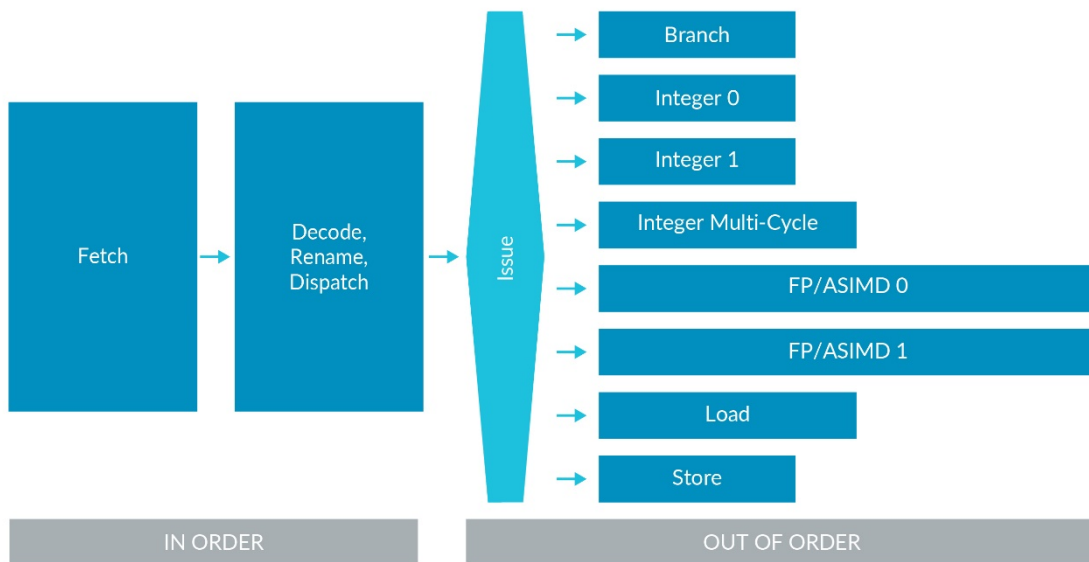 Fetch
Decode,
Rename,
Dispatch
Issue
Branch
Integer 0
Integer 1
Integer Multi-Cycle
FP/ASIMD 0
FP/ASIMD 1
Load
Store
IN ORDER
OUT OF ORDER